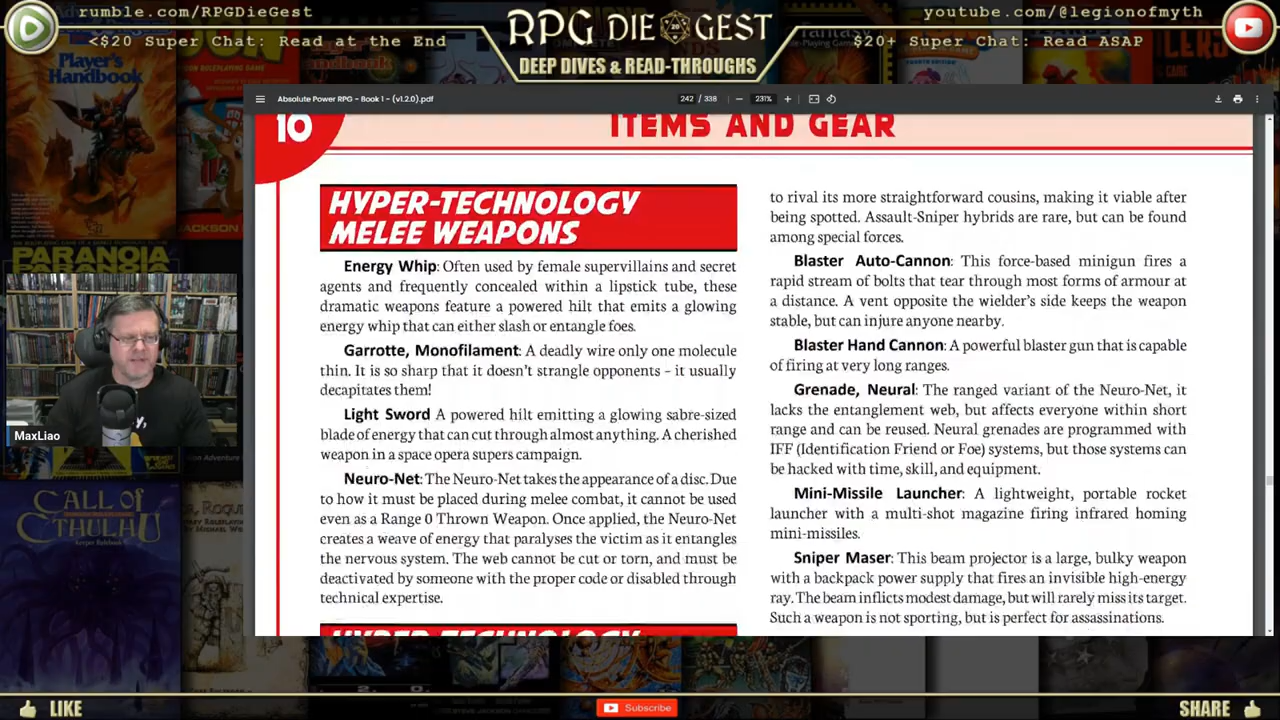 rumble.com/RPGDieGest
<$20 Super Chat: Read at the End
RPG DIE GEST
DEEP DIVES & READ-THROUGHS
youtube.com/@legionofmyth
$20+ Super Chat: Read ASAP
Player's
Handbook
PARANOIA
JACKSON
MaxLiao
CALL of
CTHULHU
Absolute Power RPG - Book 1 - (v1.2.0).pdf
242 / 338
231%
10
ITEMS AND GEAR
HYPER-TECHNOLOGY
MELEE WEAPONS
Energy Whip: Often used by female supervillains and secret
agents and frequently concealed within a lipstick tube, these
dramatic weapons feature a powered hilt that emits a glowing
energy whip that can either slash or entangle foes.
Garrotte, Monofilament: A deadly wire only one molecule
thin. It is so sharp that it doesn't strangle opponents – it usually
decapitates them!
Light Sword A powered hilt emitting a glowing sabre-sized
blade of energy that can cut through almost anything. A cherished
weapon in a space opera supers campaign.
Neuro-Net: The Neuro-Net takes the appearance of a disc. Due
to how it must be placed during melee combat, it cannot be used
even as a Range 0 Thrown Weapon. Once applied, the Neuro-Net
creates a weave of energy that paralyses the victim as it entangles
the nervous system. The web cannot be cut or torn, and must be
deactivated by someone with the proper code or disabled through
technical expertise.
HYPER-TECHNOLOGY
to rival its more straightforward cousins, making it viable after
being spotted. Assault-Sniper hybrids are rare, but can be found
among special forces.
Blaster Auto-Cannon: This force-based minigun fires a
rapid stream of bolts that tear through most forms of armour at
a distance. A vent opposite the wielder's side keeps the weapon
stable, but can injure anyone nearby.
Blaster Hand Cannon: A powerful blaster gun that is capable
of firing at very long ranges.
Grenade, Neural: The ranged variant of the Neuro-Net, it
lacks the entanglement web, but affects everyone within short
range and can be reused. Neural grenades are programmed with
IFF (Identification Friend or Foe) systems, but those systems can
be hacked with time, skill, and equipment.
Mini-Missile Launcher: A lightweight, portable rocket
launcher with a multi-shot magazine firing infrared homing
mini-missiles.
Sniper Maser: This beam projector is a large, bulky weapon
with a backpack power supply that fires an invisible high-energy
ray. The beam inflicts modest damage, but will rarely miss its target.
Such a weapon is not sporting, but is perfect for assassinations.
LIKE
Subscribe
SHARE